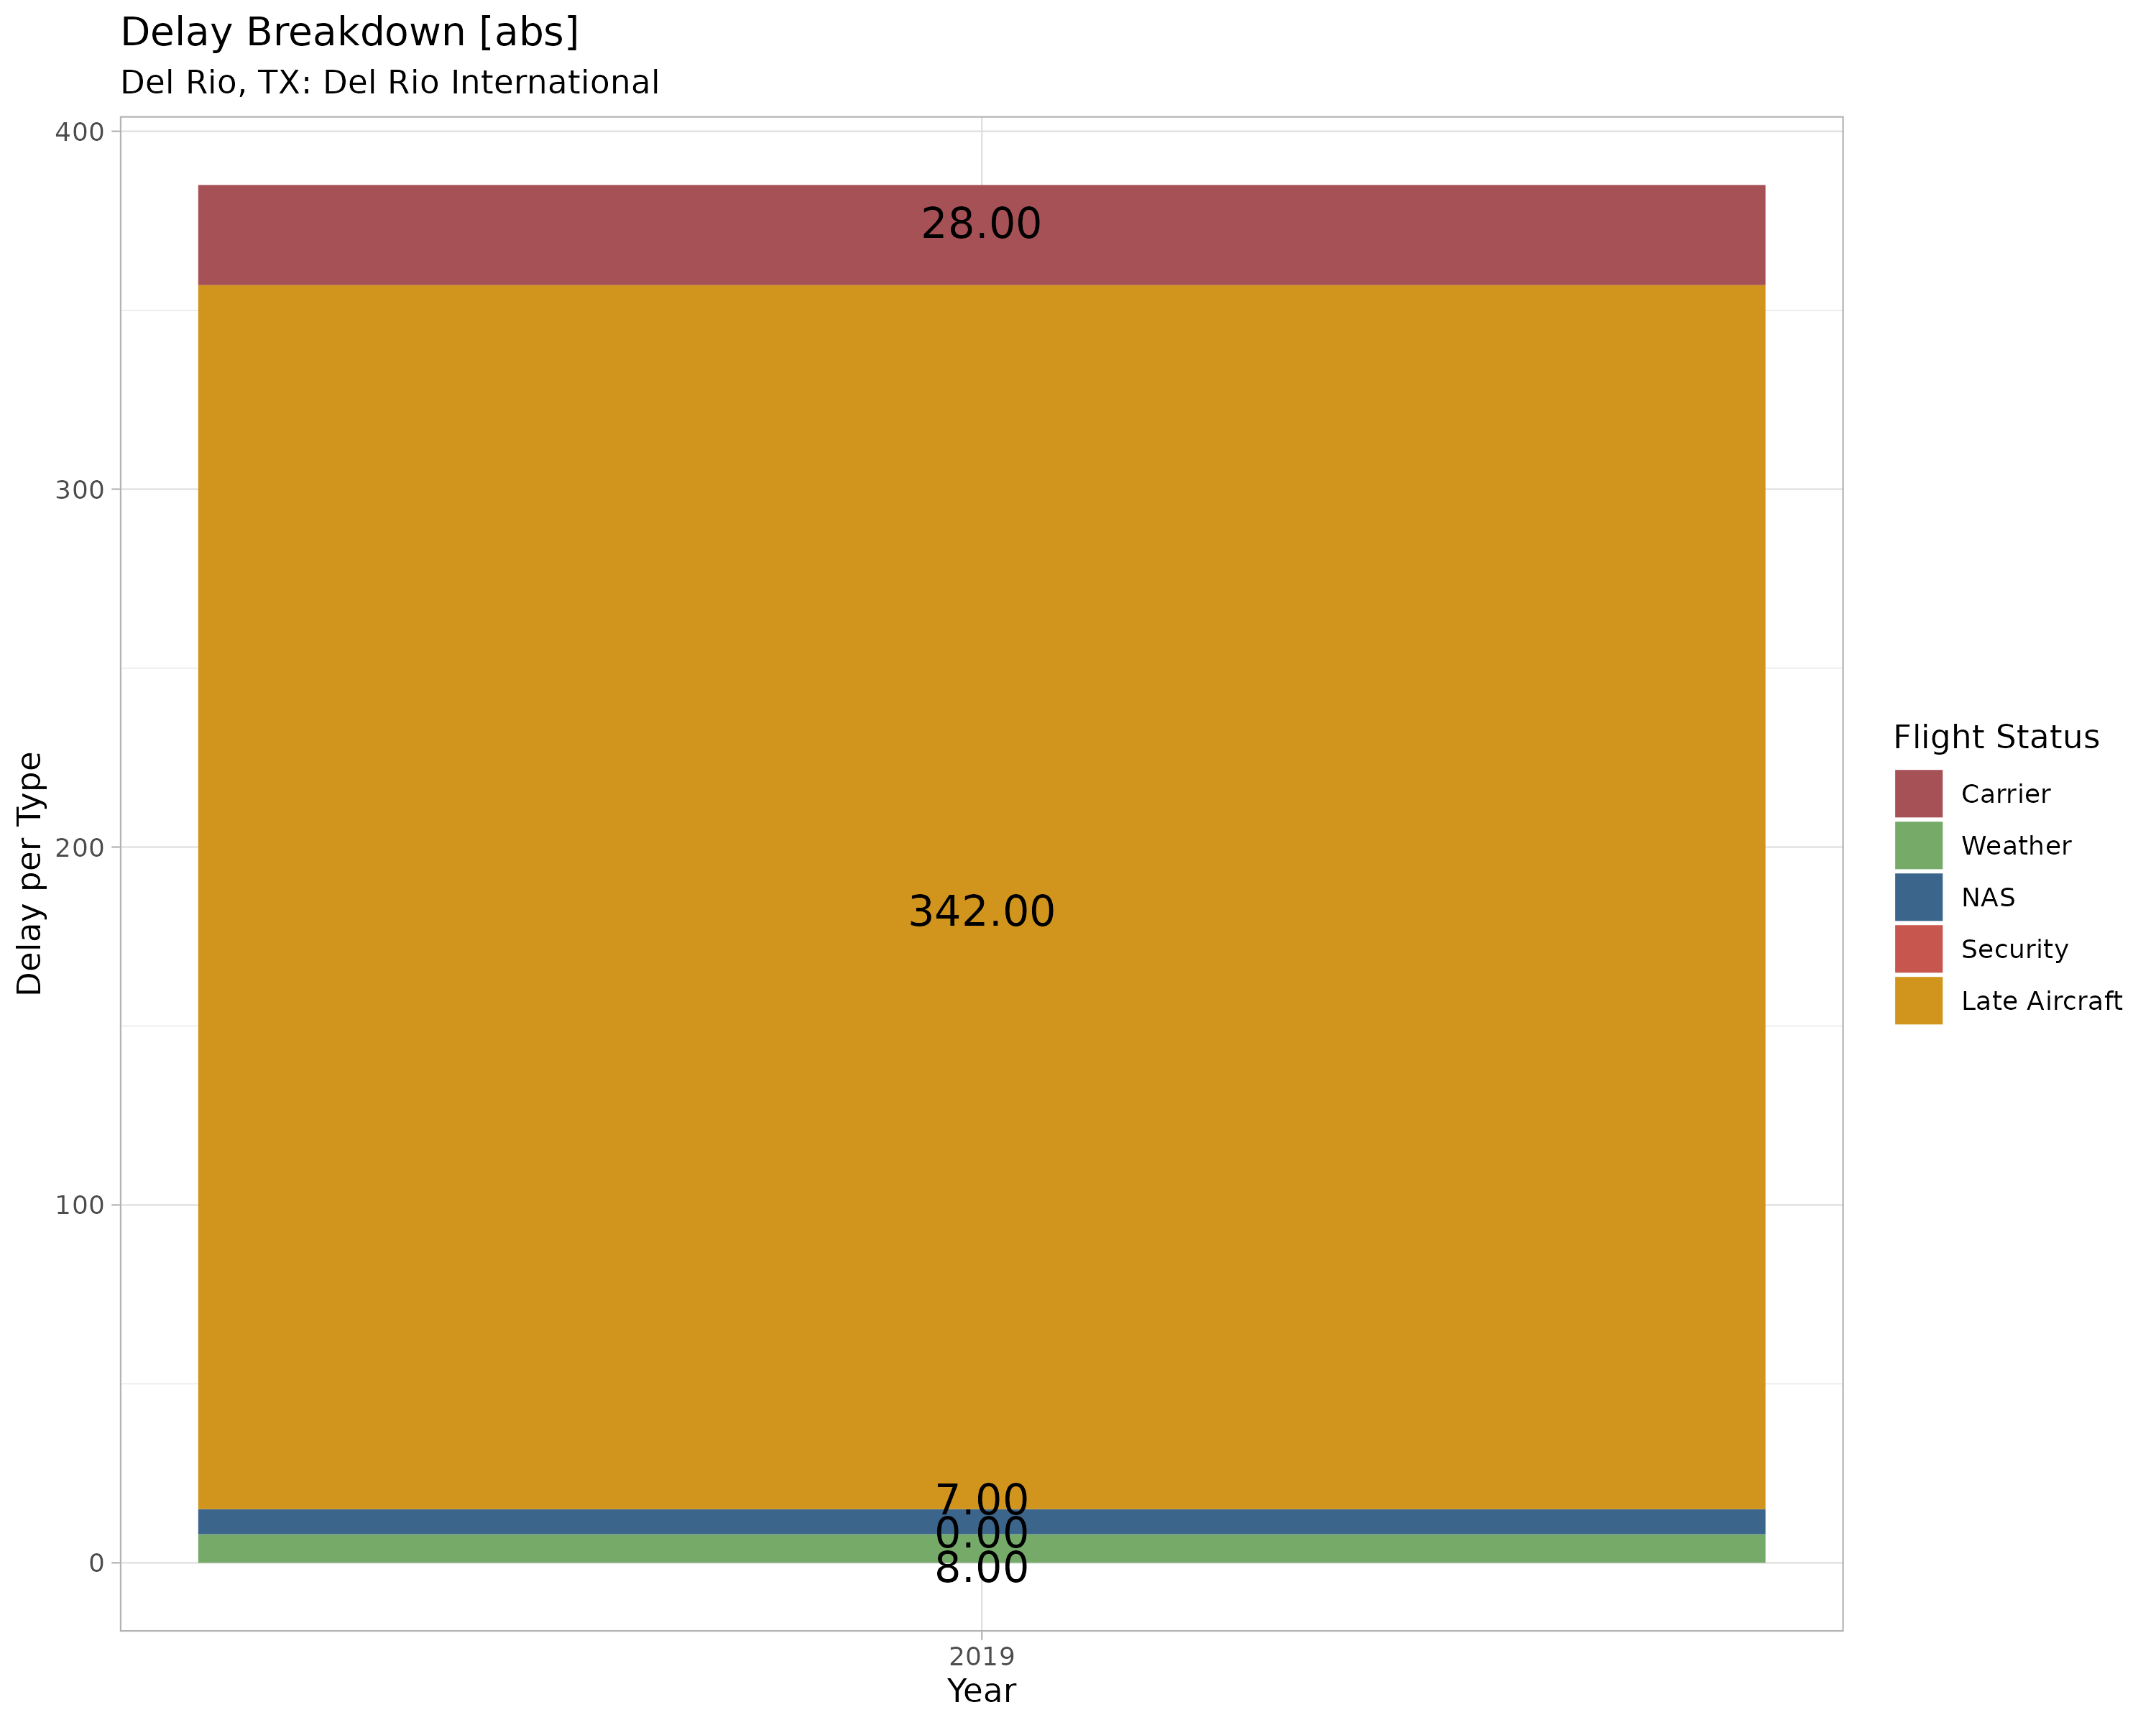 Delay Breakdown [abs]
Del Rio, TX: Del Rio International
400
300
200
100
0
Delay per Type
28.00
342.00
7.00
0.00
8.00
2019
Year
Flight Status
Carrier
Weather
NAS
Security
Late Aircraft